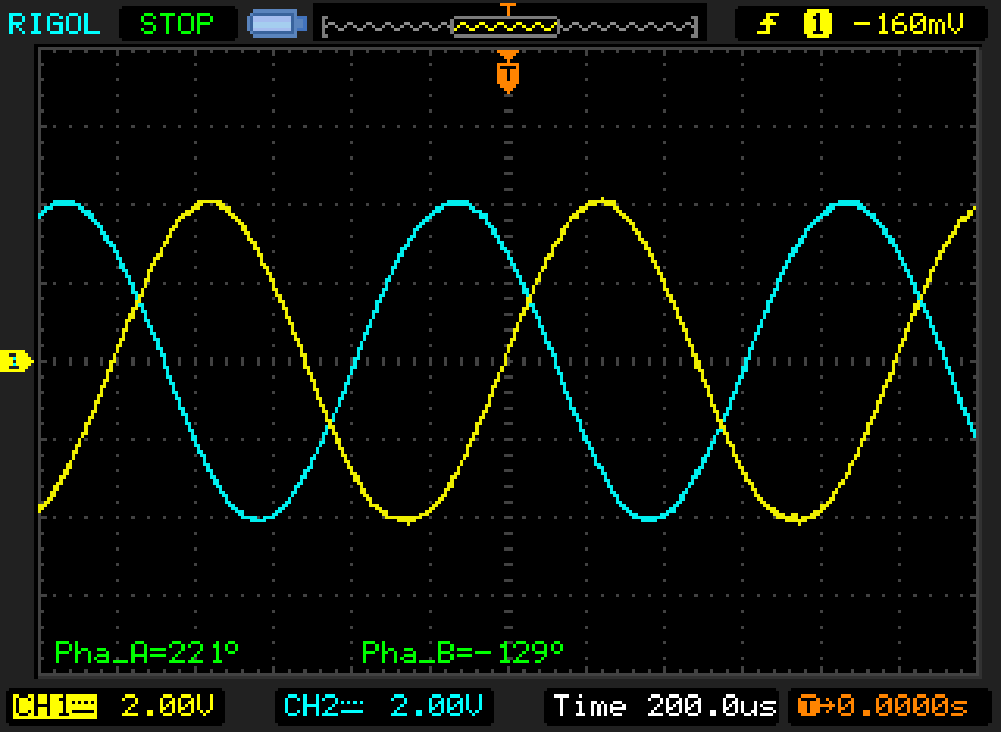 RIGOL STOP T 1 -160mV
T
1
Pha_A=221° Pha_B=-129°
CH1 2.00V CH2 2.00V Time 200.0us T→0.0000s